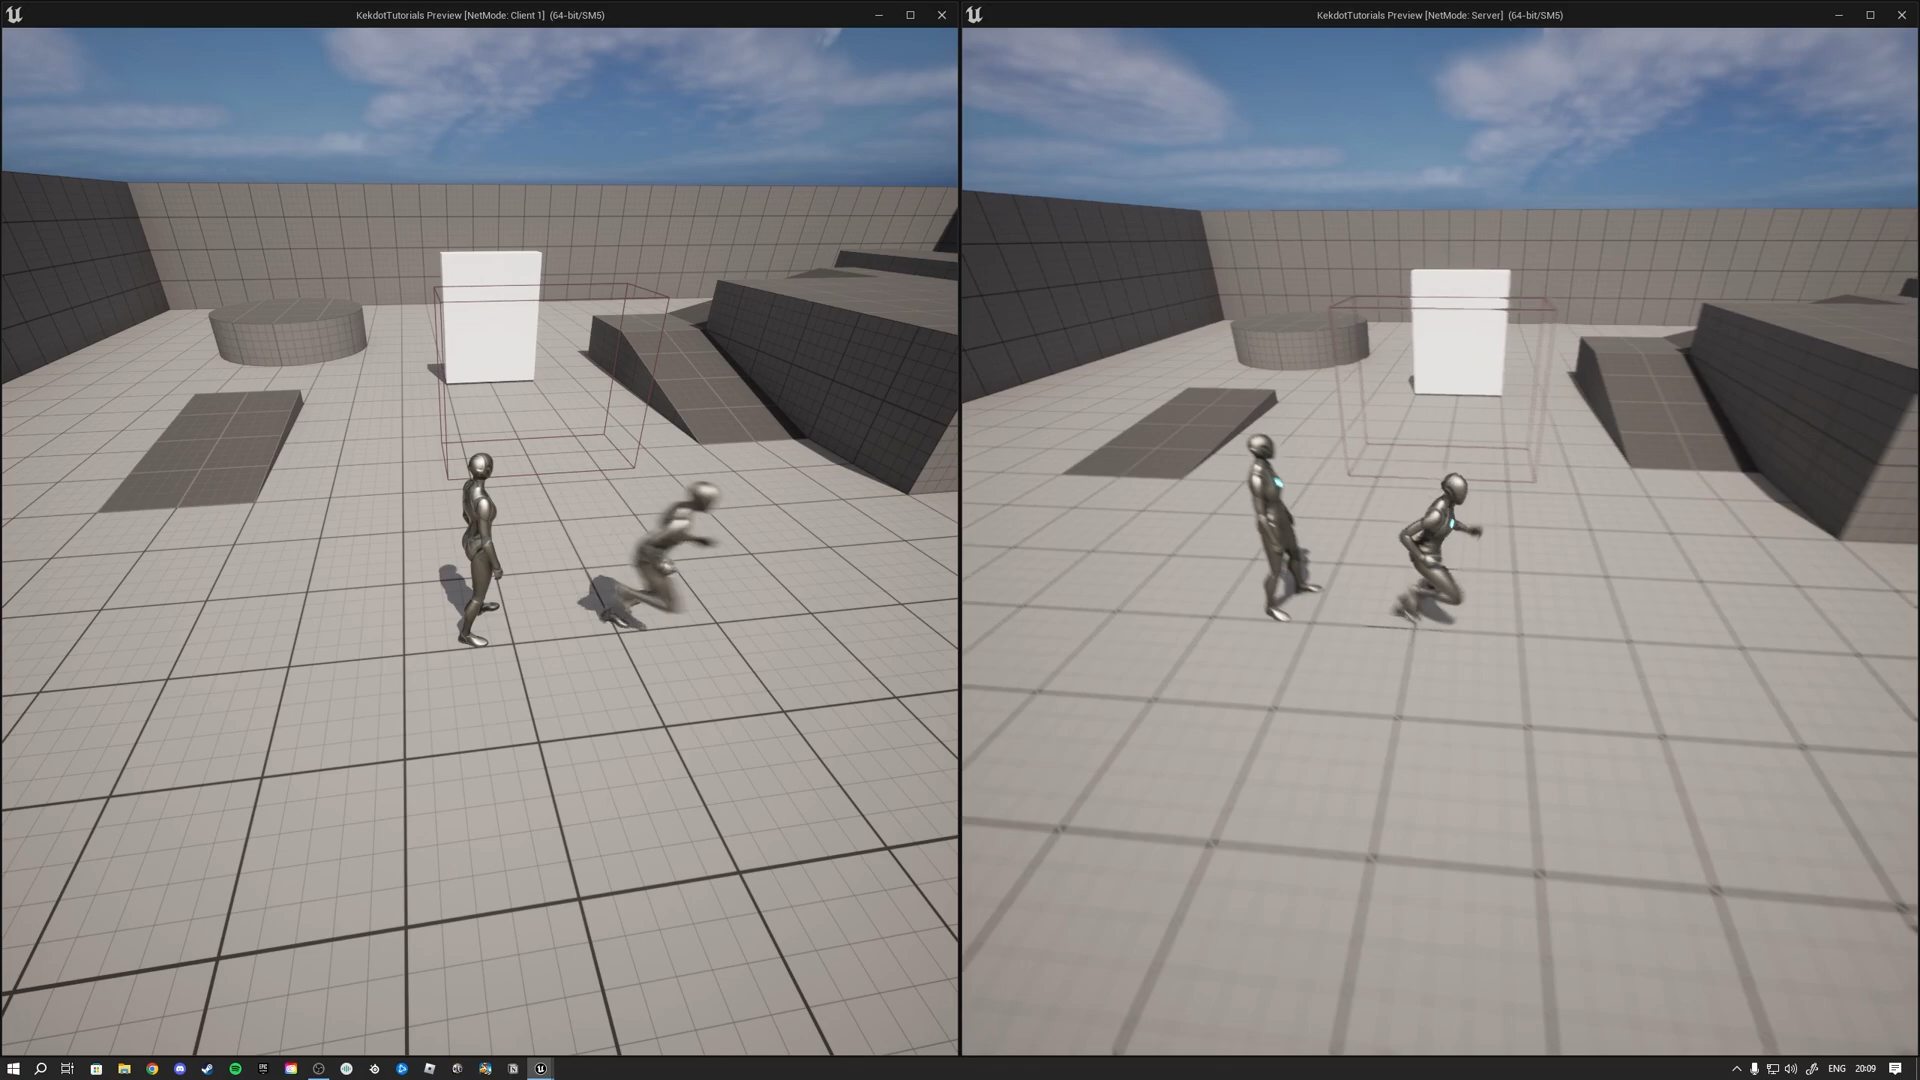 KekdotTutorials Preview [NetMode: Client 1]  (64-bit/SM5)
KekdotTutorials Preview [NetMode: Server]  (64-bit/SM5)
ENG
20:09